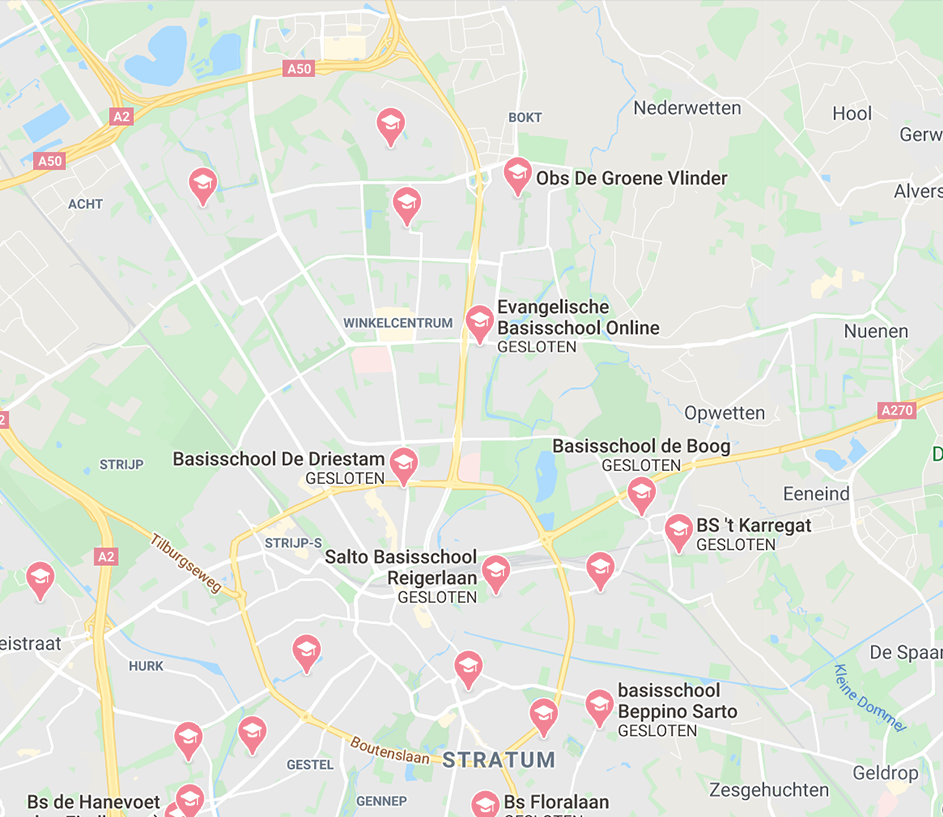 A50
A2
BOKT
Nederwetten
Hool
Gerw
A50
Obs De Groene Vlinder
Alvers
ACHT
Evangelische
Basisschool Online
GESLOTEN
WINKELCENTRUM
Nuenen
A270
Opwetten
2
Basisschool de Boog
GESLOTEN
STRIJP
Basisschool De Driestam
GESLOTEN
D
Eeneind
BS 't Karregat
GESLOTEN
STRIJP-S
A2
Tilburgseweg
Salto Basisschool
Reigerlaan
GESLOTEN
eistraat
De Spaar
HURK
Kleine Dommel
basisschool
Beppino Sarto
GESLOTEN
Boutenslaan
STRATUM
GESTEL
Geldrop
Zesgehuchten
GENNEP
Bs de Hanevoet
Bs Floralaan
GESLOTEN